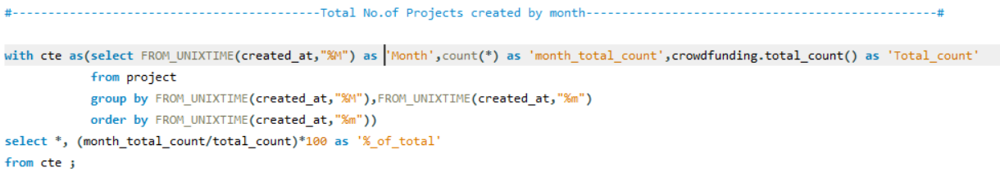 #-------------------------------------------Total No.of Projects created by month-------------------------------------------------#
with cte as(select FROM_UNIXTIME(created_at,"%M") as 'Month',count(*) as 'month_total_count',crowdfunding.total_count() as 'Total_count'
from project
group by FROM_UNIXTIME(created_at,"%M"),FROM_UNIXTIME(created_at,"%m")
order by FROM_UNIXTIME(created_at,"%m"))
select *, (month_total_count/total_count)*100 as '%_of_total'
from cte ;